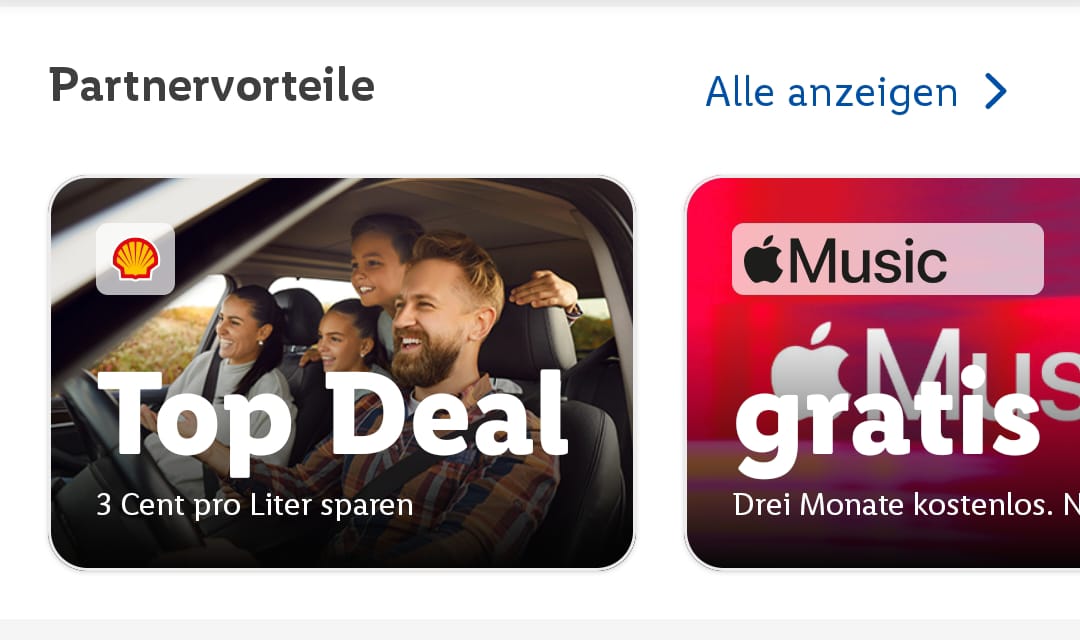 Partnervorteile
Alle anzeigen
Top Deal
3 Cent pro Liter sparen
Music
Mus
gratis
Drei Monate kostenlos. N